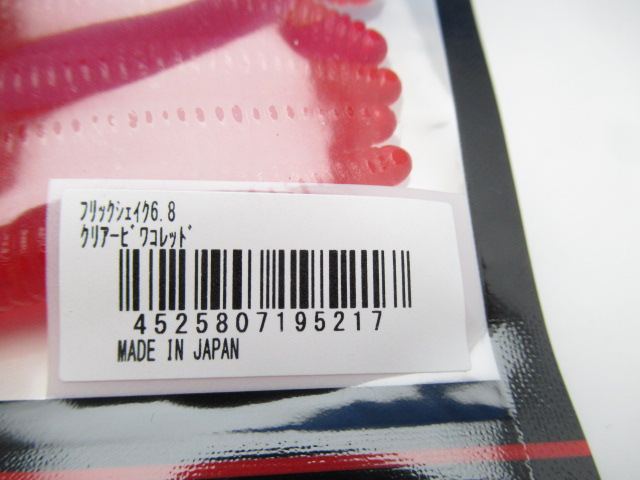 ﾌﾘｯｸｼｪｲｸ6.8
ｸﾘｱｰﾋﾞﾜｺﾚｯﾄﾞ
4525807195217
MADE IN JAPAN